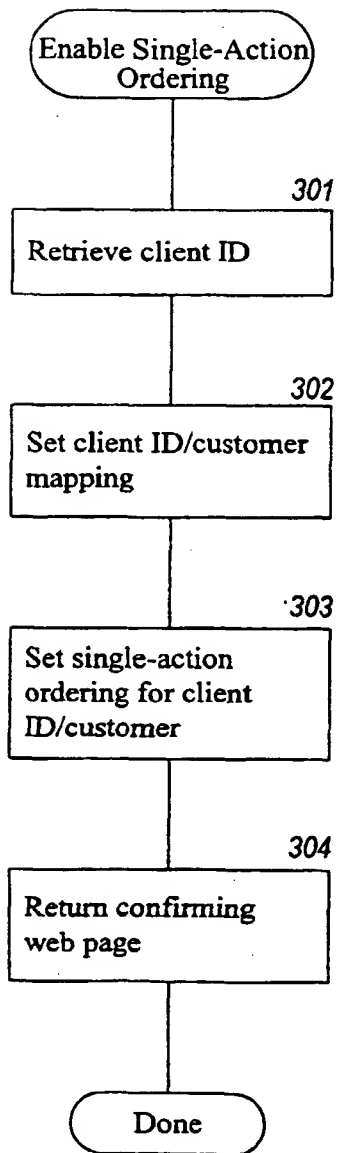 Enable Single-Action
Ordering
301
Retrieve client ID
302
Set client ID/customer
mapping
303
Set single-action
ordering for client
ID/customer
304
Return confirming
web page
Done